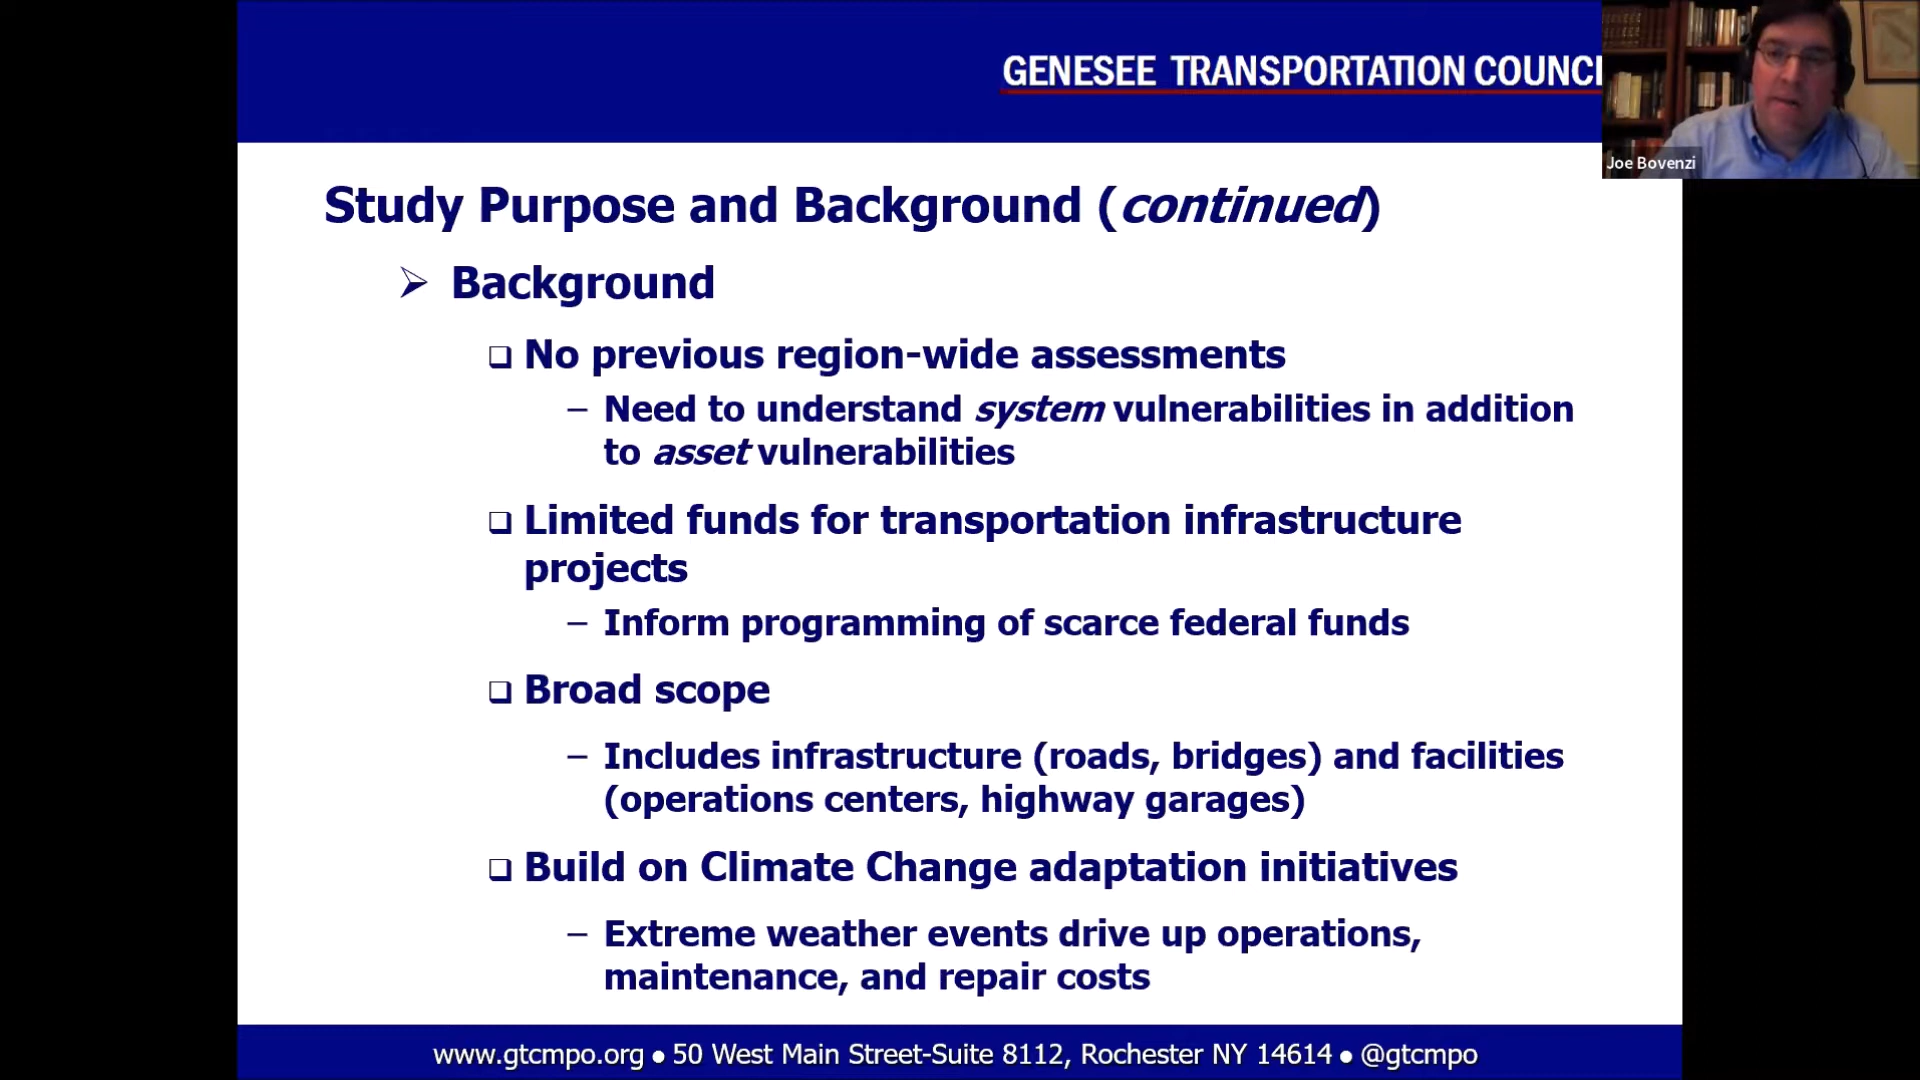 GENESEE TRANSPORTATION COUNCI
Joe Bovenzi
Study Purpose and Background (continued)
➢ Background
❑ No previous region-wide assessments
– Need to understand system vulnerabilities in addition
to asset vulnerabilities
❑ Limited funds for transportation infrastructure
projects
– Inform programming of scarce federal funds
❑ Broad scope
– Includes infrastructure (roads, bridges) and facilities
(operations centers, highway garages)
❑ Build on Climate Change adaptation initiatives
– Extreme weather events drive up operations,
maintenance, and repair costs
www.gtcmpo.org ● 50 West Main Street-Suite 8112, Rochester NY 14614 ● @gtcmpo